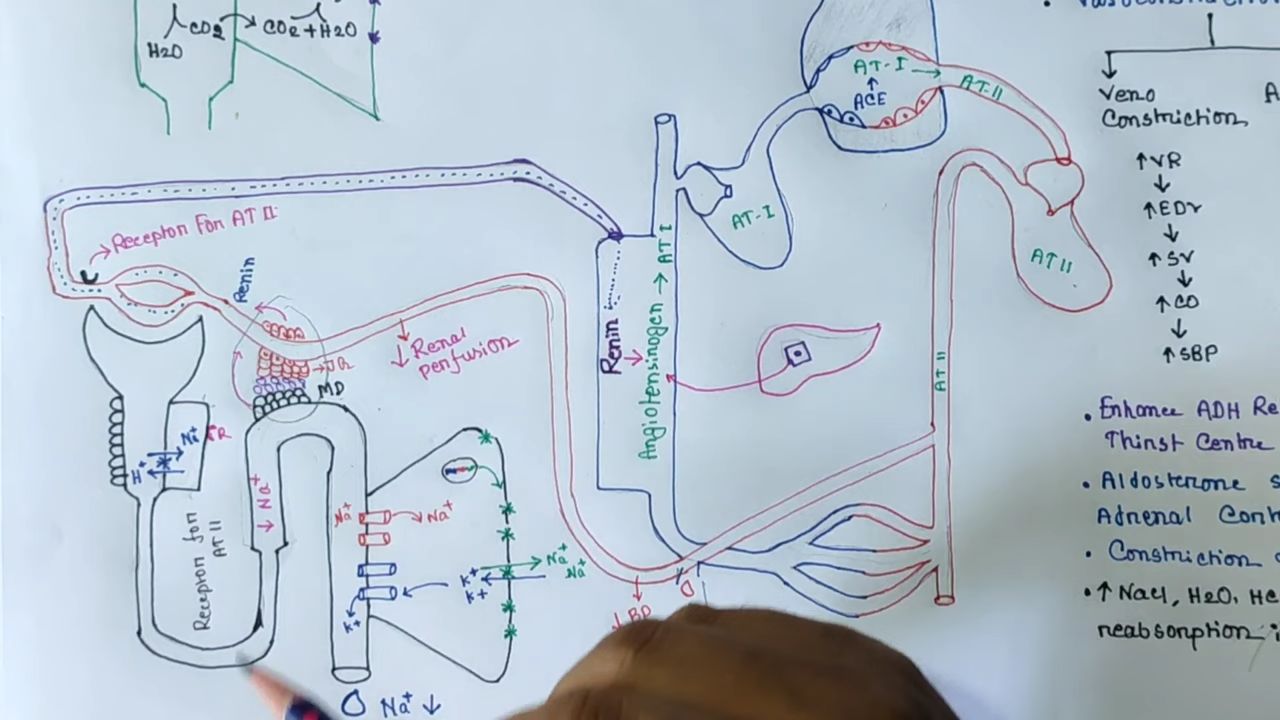 CO2
H2O
CO2 + H2O
Receptor For AT II
Renin
JR
MD
↓ Renal
perfusion
Na+
H+
R
Receptor for
AT II
↓ Na+
Na+
Na+
K+
K+
K+
Na+
Na+
Na+ ↓
↓ BP
Renin
Angiotensinogen → AT I
AT-I
AT-I →
↑
ACE
AT II
AT II
AT II
Veno
Constriction
↑VR
↓
↑EDV
↓
↑SV
↓
↑CO
↓
↑SBP
• Enhance ADH Re
Thirst Centre
• Aldosterone s
Adrenal Cort
• Constriction
• ↑ Nacl, H2O, HC
reabsorption